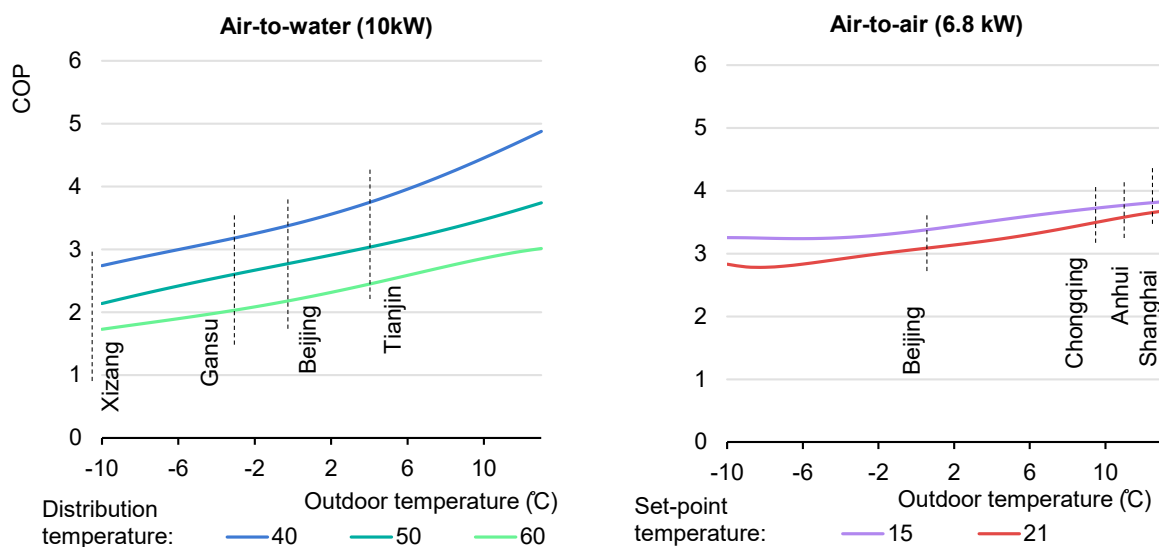 Air-to-water (10kW)
COP
6
5
4
3
2
1
0
Xizang
Gansu
Beijing
Tianjin
-10 -6 -2 2 6 10
Outdoor temperature (℃)
Distribution
temperature:
40 50 60
Air-to-air (6.8 kW)
6
5
4
3
2
1
0
Beijing
Chongqing
Anhui
Shanghai
-10 -6 -2 2 6 10
Outdoor temperature (℃)
Set-point
temperature:
15 21